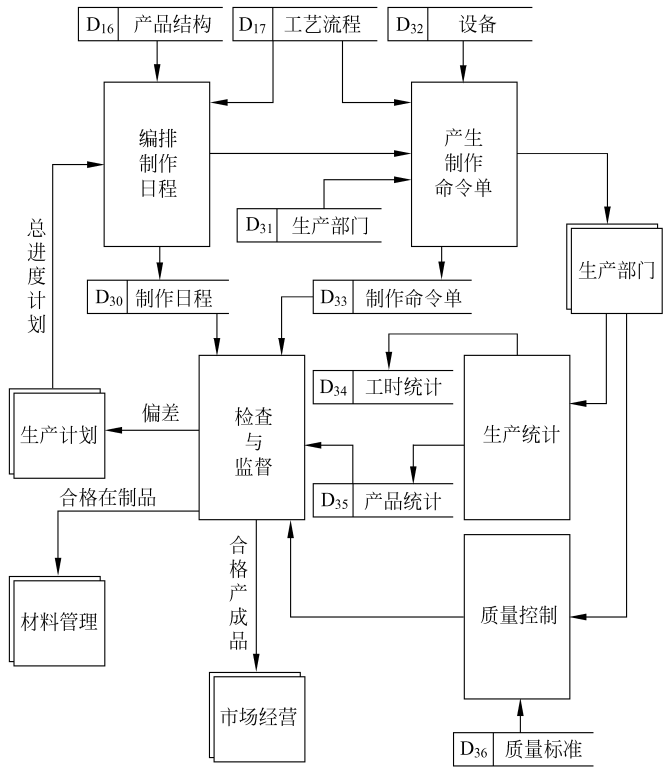 D16 产品结构
D17 工艺流程
D32 设备
编排
制作
日程
产生
制作
命令单
D31 生产部门
生产部门
总进度计划
D30 制作日程
D33 制作命令单
D34 工时统计
生产统计
检查
与
监督
偏差
生产计划
D35 产品统计
合格在制品
合格产成品
材料管理
质量控制
市场经营
D36 质量标准